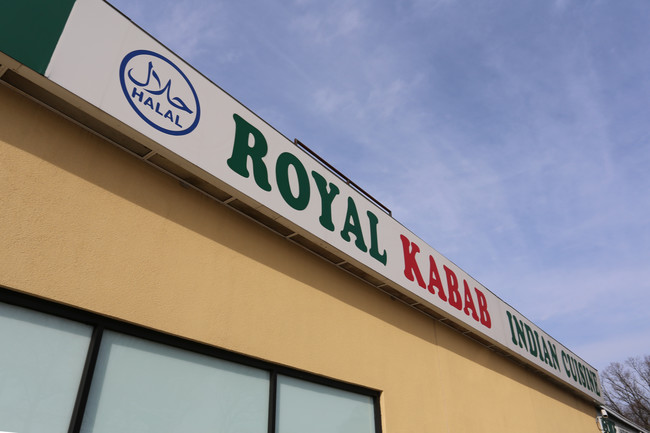 حلال
HALAL
ROYAL KABAB INDIAN CUISINE